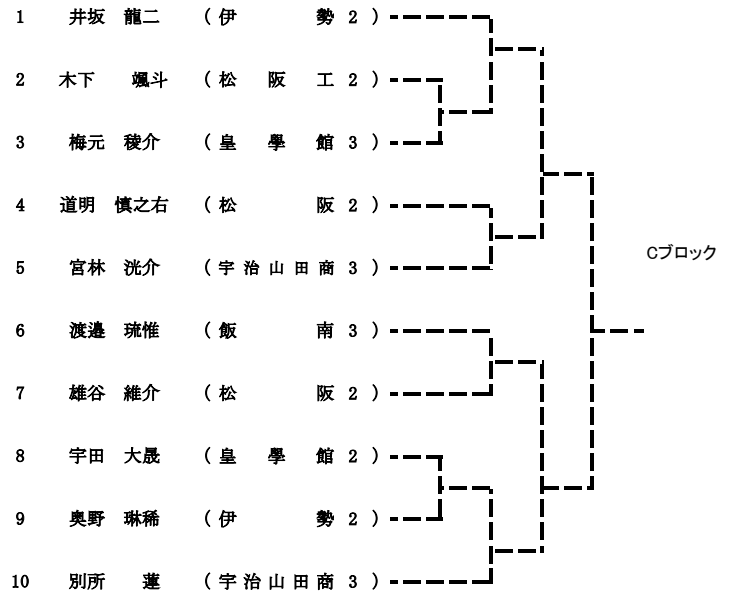 1 井坂 龍二 (伊 勢 2)
2 木下 颯斗 (松 阪 工 2)
3 梅元 稜介 (皇 學 館 3)
4 道明 慎之右 (松 阪 2)
5 宮林 洸介 (宇治山田商 3)
Cブロック
6 渡邉 琉惟 (飯 南 3)
7 雄谷 維介 (松 阪 2)
8 宇田 大晟 (皇 學 館 2)
9 奥野 琳稀 (伊 勢 2)
10 別所 蓮 (宇治山田商 3)